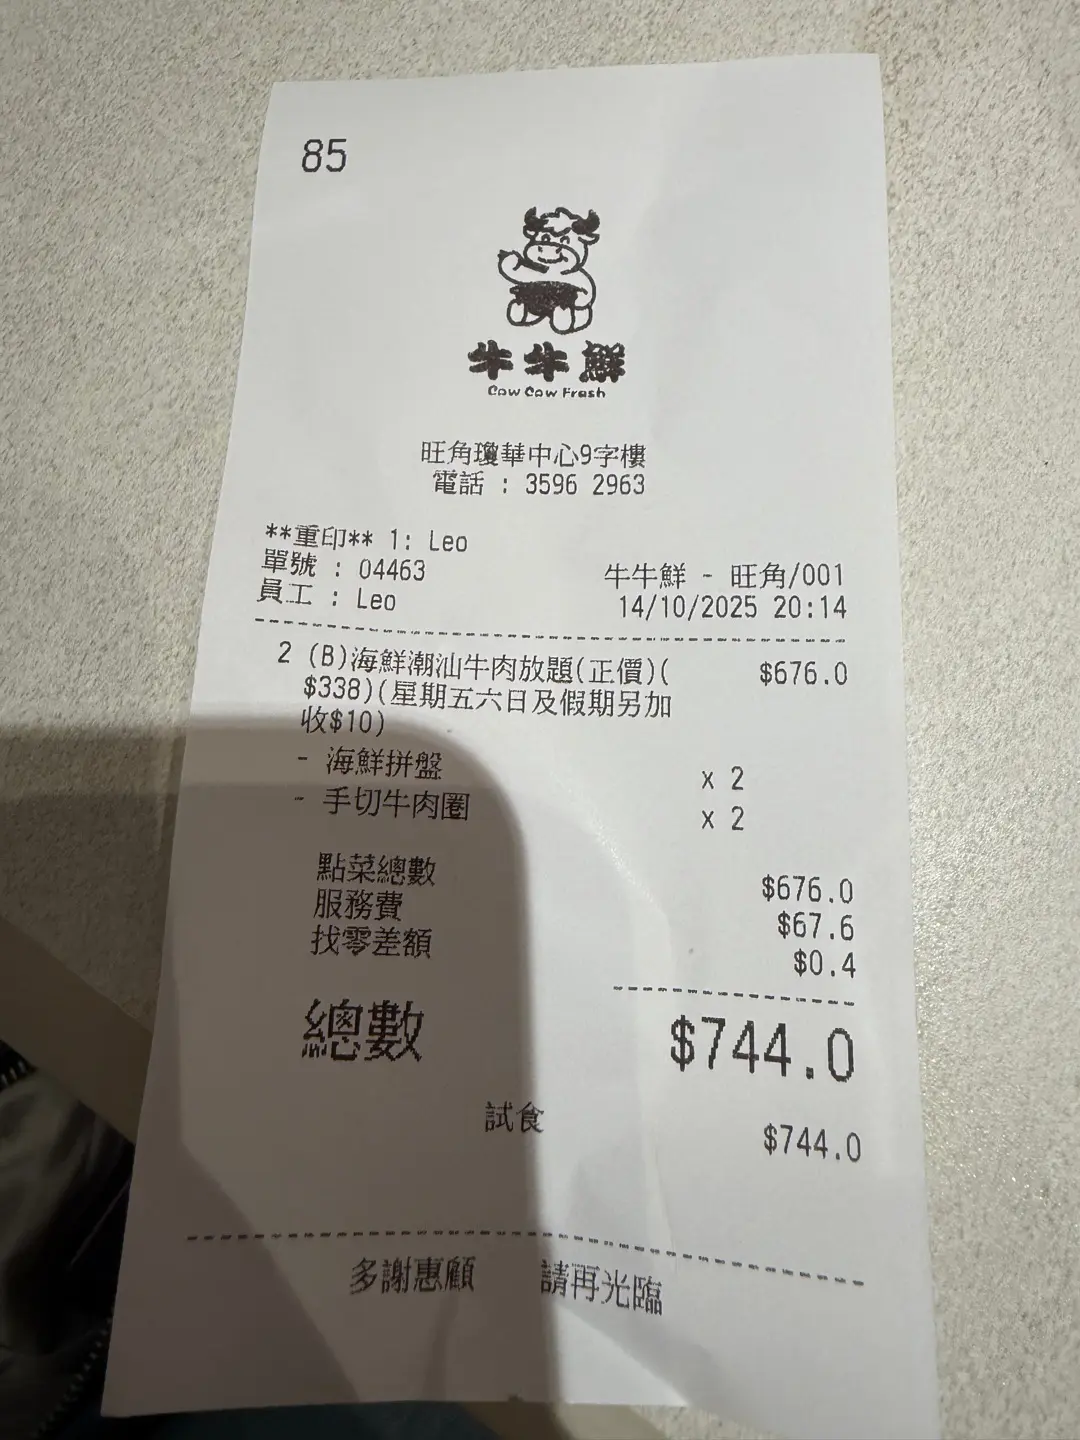 85
牛牛鮮
Cow Cow Fresh
旺角瓊華中心9字樓
電話 : 3596 2963
**重印** 1: Leo
單號 : 04463
牛牛鮮 - 旺角/001
員工 : Leo
14/10/2025 20:14
2 (B)海鮮潮汕牛肉放題(正價)( $676.0
$338)(星期五六日及假期另加
收$10)
- 海鮮拼盤 x 2
- 手切牛肉圈 x 2
點菜總數 $676.0
服務費 $67.6
找零差額 $0.4
總數 $744.0
試食 $744.0
多謝惠顧 請再光臨